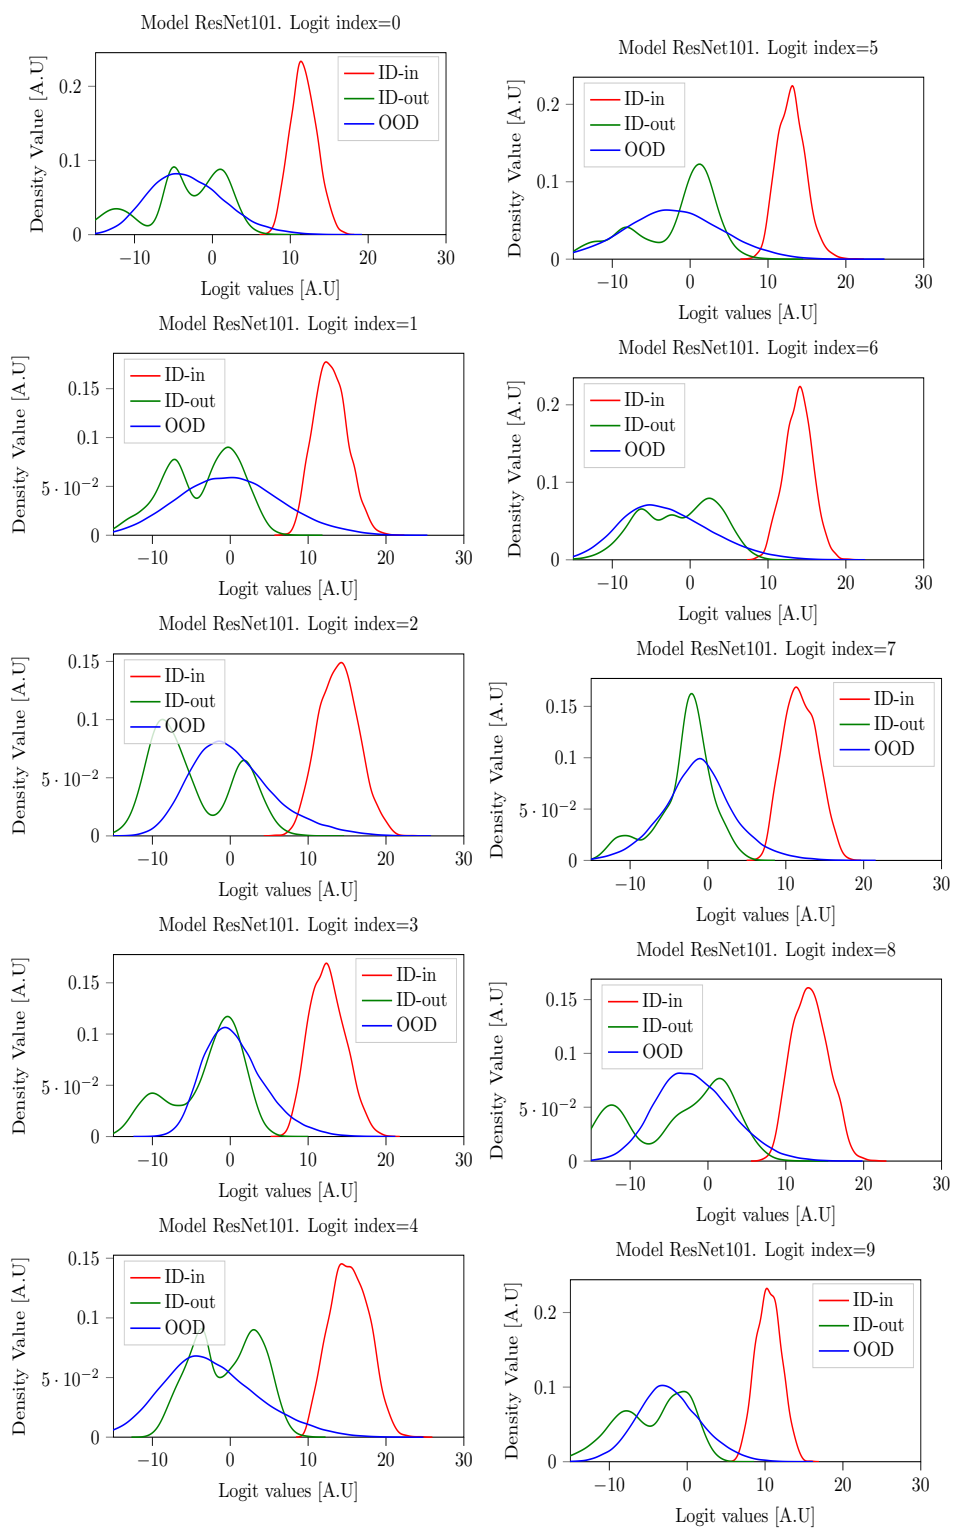 Model ResNet101. Logit index=0
Density Value [A.U]
0.2
0.1
0
ID-in
ID-out
OOD
−10 0 10 20 30
Logit values [A.U]
Model ResNet101. Logit index=1
Density Value [A.U]
0.15
0.1
5 · 10−2
0
ID-in
ID-out
OOD
−10 0 10 20 30
Logit values [A.U]
Model ResNet101. Logit index=2
Density Value [A.U]
0.15
0.1
5 · 10−2
0
ID-in
ID-out
OOD
−10 0 10 20 30
Logit values [A.U]
Model ResNet101. Logit index=3
Density Value [A.U]
0.15
0.1
5 · 10−2
0
ID-in
ID-out
OOD
−10 0 10 20 30
Logit values [A.U]
Model ResNet101. Logit index=4
Density Value [A.U]
0.15
0.1
5 · 10−2
0
ID-in
ID-out
OOD
−10 0 10 20 30
Logit values [A.U]
Model ResNet101. Logit index=5
Density Value [A.U]
0.2
0.1
0
ID-in
ID-out
OOD
−10 0 10 20 30
Logit values [A.U]
Model ResNet101. Logit index=6
Density Value [A.U]
0.2
0.1
0
ID-in
ID-out
OOD
−10 0 10 20 30
Logit values [A.U]
Model ResNet101. Logit index=7
Density Value [A.U]
0.15
0.1
5 · 10−2
0
ID-in
ID-out
OOD
−10 0 10 20 30
Logit values [A.U]
Model ResNet101. Logit index=8
Density Value [A.U]
0.15
0.1
5 · 10−2
0
ID-in
ID-out
OOD
−10 0 10 20 30
Logit values [A.U]
Model ResNet101. Logit index=9
Density Value [A.U]
0.2
0.1
0
ID-in
ID-out
OOD
−10 0 10 20 30
Logit values [A.U]